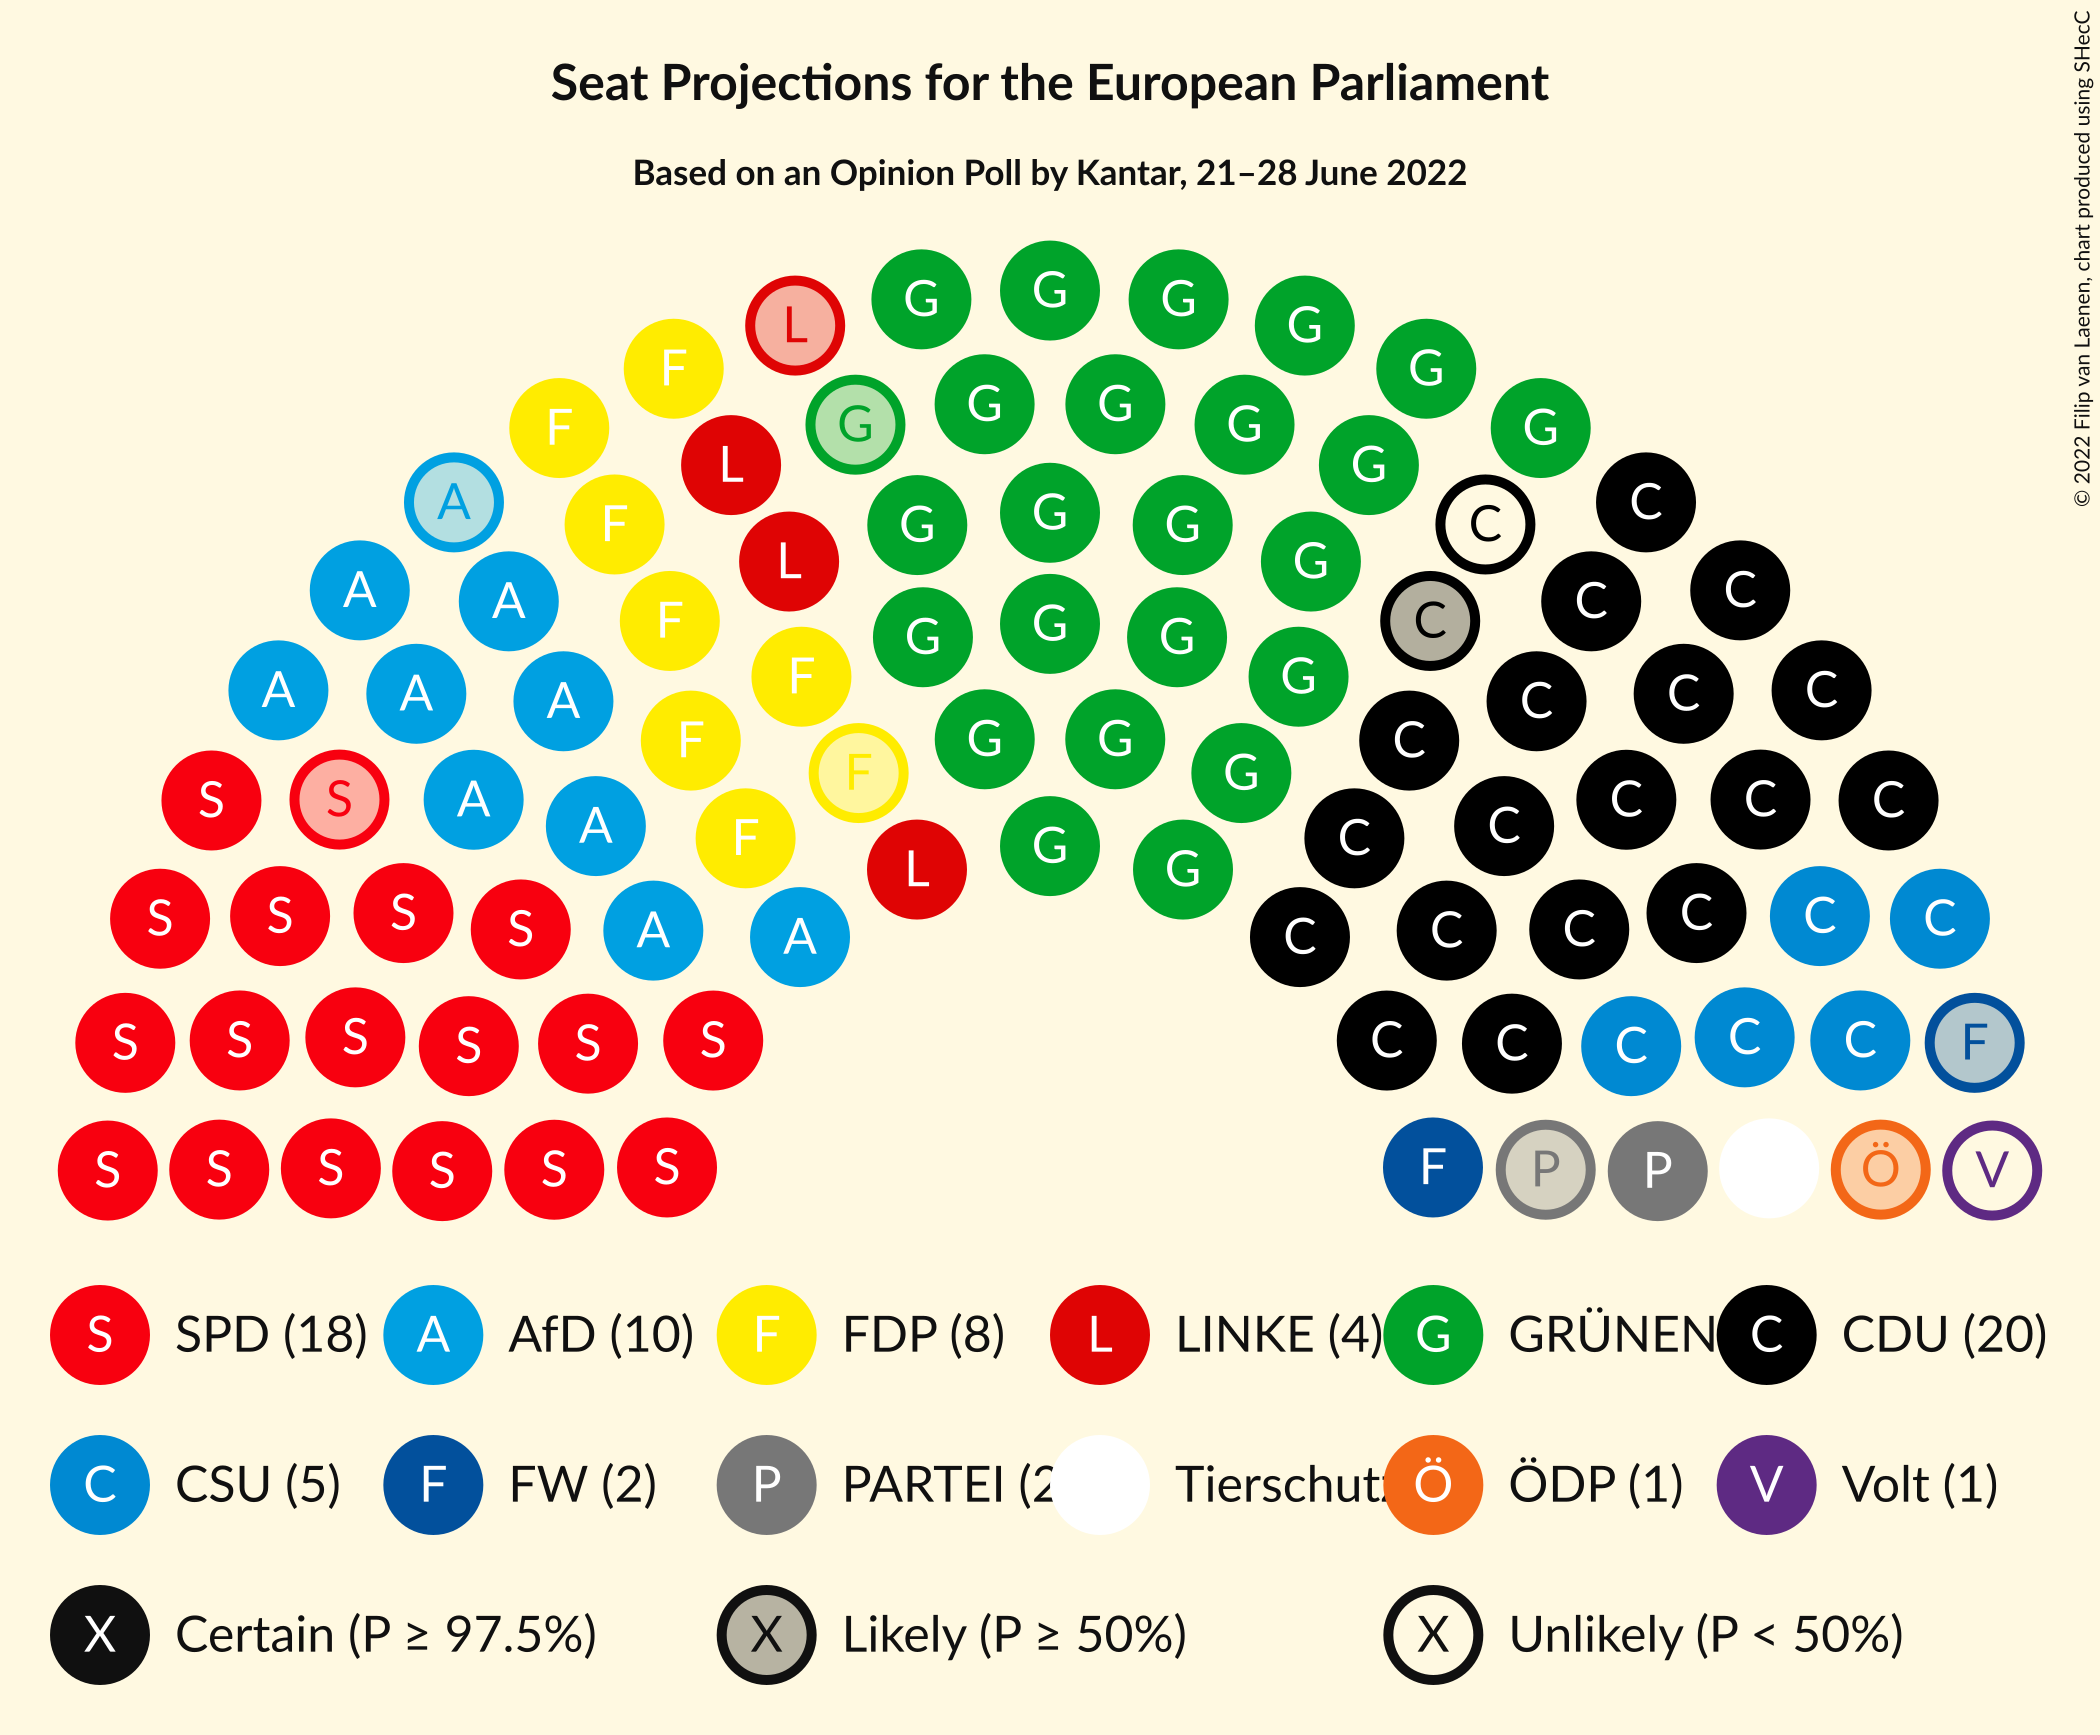 Seat Projections for the European Parliament
Based on an Opinion Poll by Kantar, 21–28 June 2022
© 2022 Filip van Laenen, chart produced using SHecC
G G G
L G G
F G G G G
F L G G G G
A F L G G G C C
A A F G G G C C C
A A A F F G G G G C C C C
S S A A F F G G G C C C C C C
S S S S A A F L G G C C C C C C C
S S S S S S C C C C C F
S S S S S S F P P Ö V
S SPD (18) A AfD (10) F FDP (8) L LINKE (4) G GRÜNEN C CDU (20)
C CSU (5) F FW (2) P PARTEI (2 Tierschutz Ö ÖDP (1) V Volt (1)
X Certain (P ≥ 97.5%) X Likely (P ≥ 50%) X Unlikely (P < 50%)